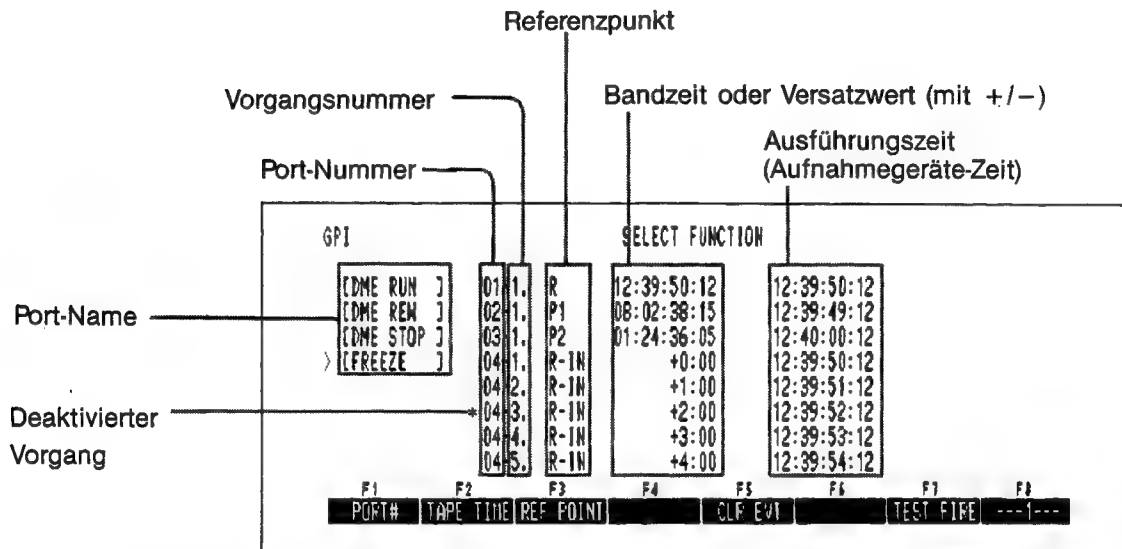 Referenzpunkt
Vorgangsnummer
Bandzeit oder Versatzwert (mit +/−)
Port-Nummer
Ausführungszeit
(Aufnahmegeräte-Zeit)
GPI SELECT FUNCTION
Port-Name
[DME RUN ] 01-1. R 12:39:50:12 12:39:50:12
[DME REW ] 02-1. P1 08:02:38:15 12:39:49:12
[DME STOP ] 03-1. P2 01:24:36:05 12:40:00:12
>[FREEZE ] 04-1. R-IN +0:00 12:39:50:12
04-2. R-IN +1:00 12:39:51:12
Deaktivierter
Vorgang
*04-3. R-IN +2:00 12:39:52:12
04-4. R-IN +3:00 12:39:53:12
04-5. R-IN +4:00 12:39:54:12
F1 F2 F3 F4 F5 F6 F7 F8
PORT# TAPE TIME REF POINT CLR EVT TEST FIRE ---1---